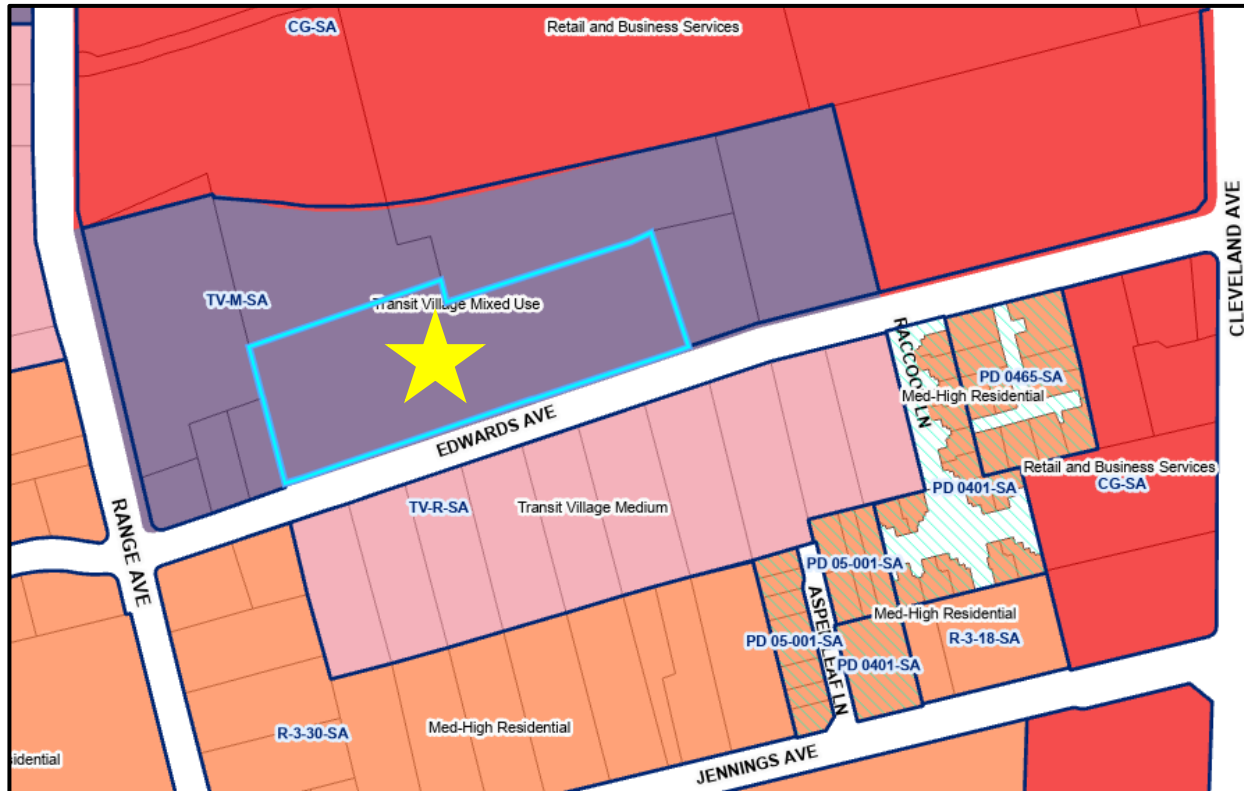 CG-SA
Retail and Business Services
CLEVELAND AVE
TV-M-SA
Transit Village Mixed Use
RACCOON LN
PD 0465-SA
Med-High Residential
EDWARDS AVE
Retail and Business Services
CG-SA
PD 0401-SA
TV-R-SA
Transit Village Medium
RANGE AVE
PD 05-001-SA
ASPEN LEAF LN
Med-High Residential
R-3-18-SA
PD 05-001-SA
PD 0401-SA
R-3-30-SA
Med-High Residential
sidential
JENNINGS AVE